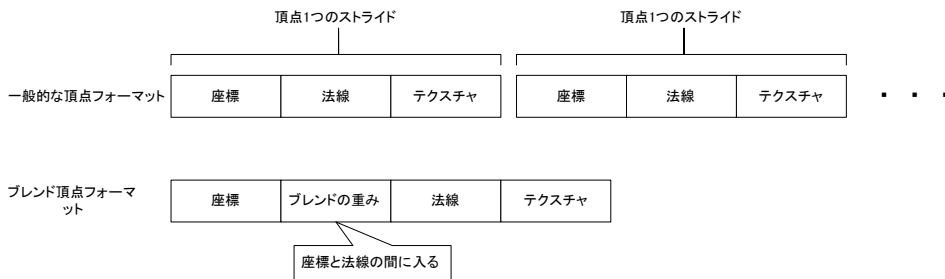 頂点1つのストライド
頂点1つのストライド
一般的な頂点フォーマット
座標
法線
テクスチャ
座標
法線
テクスチャ
・・・
ブレンド頂点フォーマ
ット
座標
ブレンドの重み
法線
テクスチャ
座標と法線の間に入る